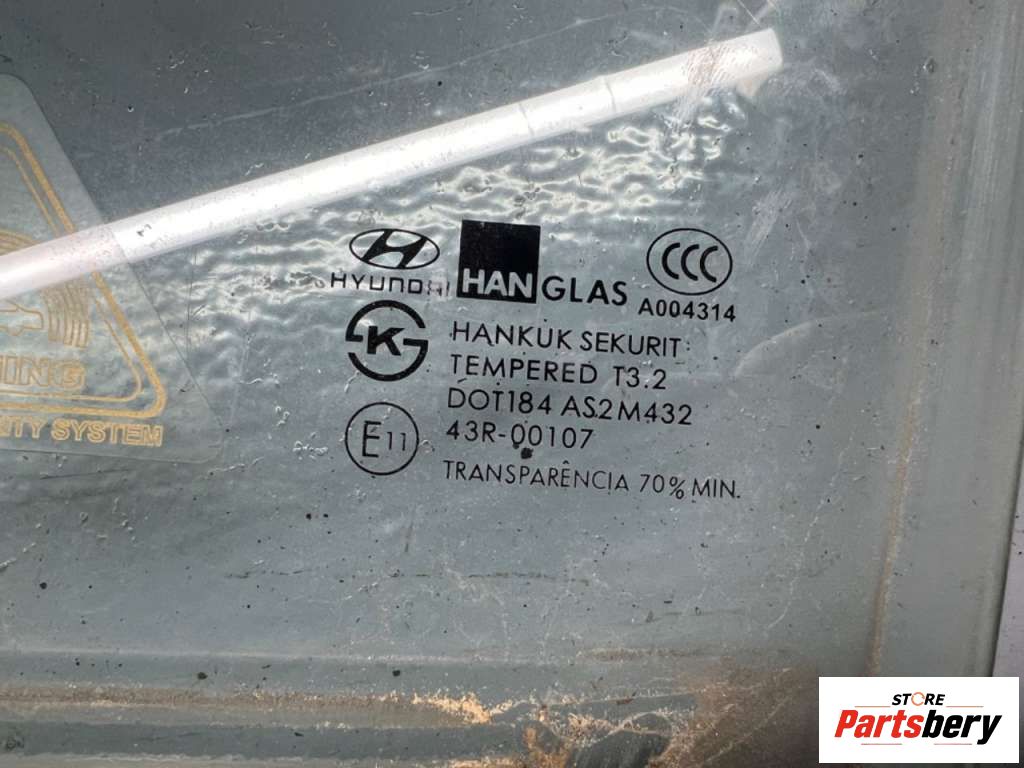 HYUNDAI
HANGLAS
CCC
A004314
K
HANKUK SEKURIT
TEMPERED T3.2
DOT184 AS2 M432
E11
43R-00107
TRANSPARÊNCIA 70% MIN.
SYSTEM
STORE
Partsbery